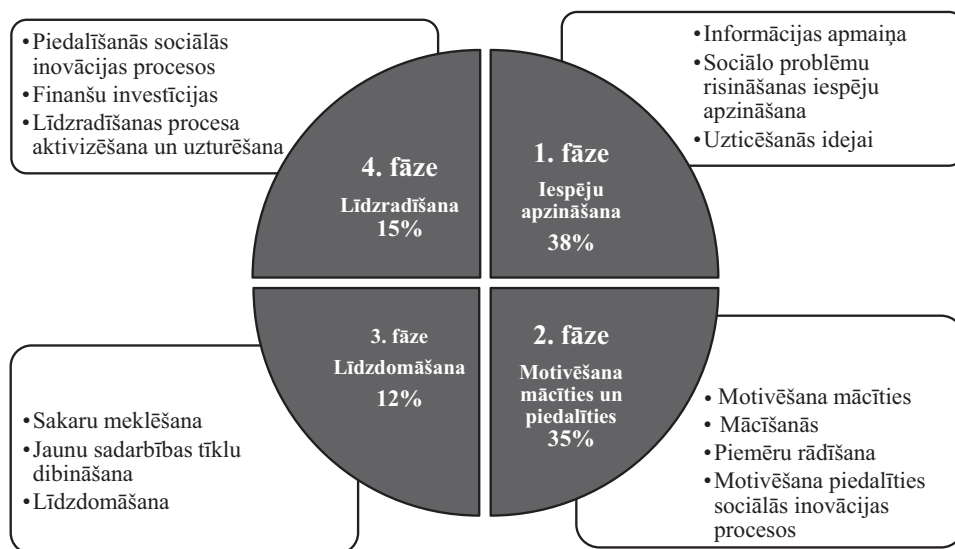 •Piedalīšanās sociālās
inovācijas procesos
•Finanšu investīcijas
•Līdzradīšanas procesa
aktivizēšana un uzturēšana
•Informācijas apmaiņa
•Sociālo problēmu
risināšanas iespēju
apzināšana
•Uzticēšanās idejai
4. fāze
Līdzradīšana
15%
1. fāze
Iespēju
apzināšana
38%
3. fāze
Līdzdomāšana
12%
2. fāze
Motivēšana
mācīties un
piedalīties
35%
•Sakaru meklēšana
•Jaunu sadarbības tīklu
dibināšana
•Līdzdomāšana
• Motivēšana mācīties
• Mācīšanās
•Piemēru rādīšana
•Motivēšana piedalīties
sociālās inovācijas
procesos